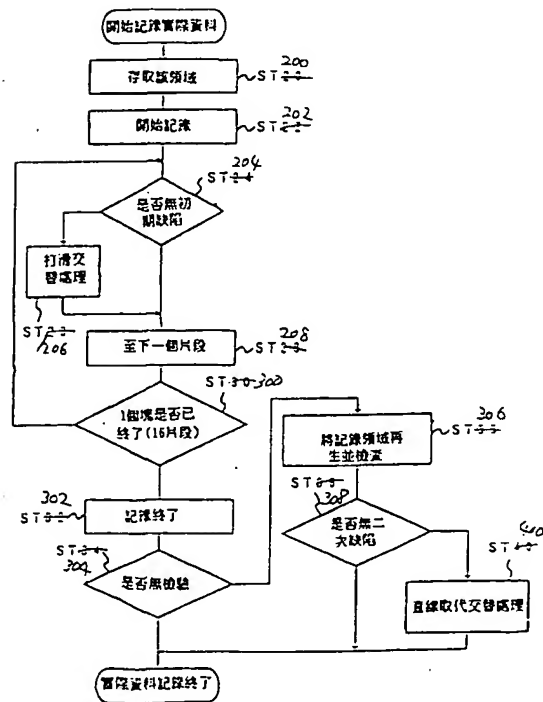 開始記錄實際資料
存取該領域
ST 200
開始記錄
ST 202
204
ST
是否無初
期缺陷
打滑交
替處理
ST
206
至下一個片段
ST 208
ST 300
1個塊是否已
終了(16片段)
將記錄領域再
生並檢查
ST 306
302
ST
記錄終了
ST
308
是否無二
次缺陷
ST
304
是否無檢驗
ST
直線取代交替處理
實際資料記錄終了